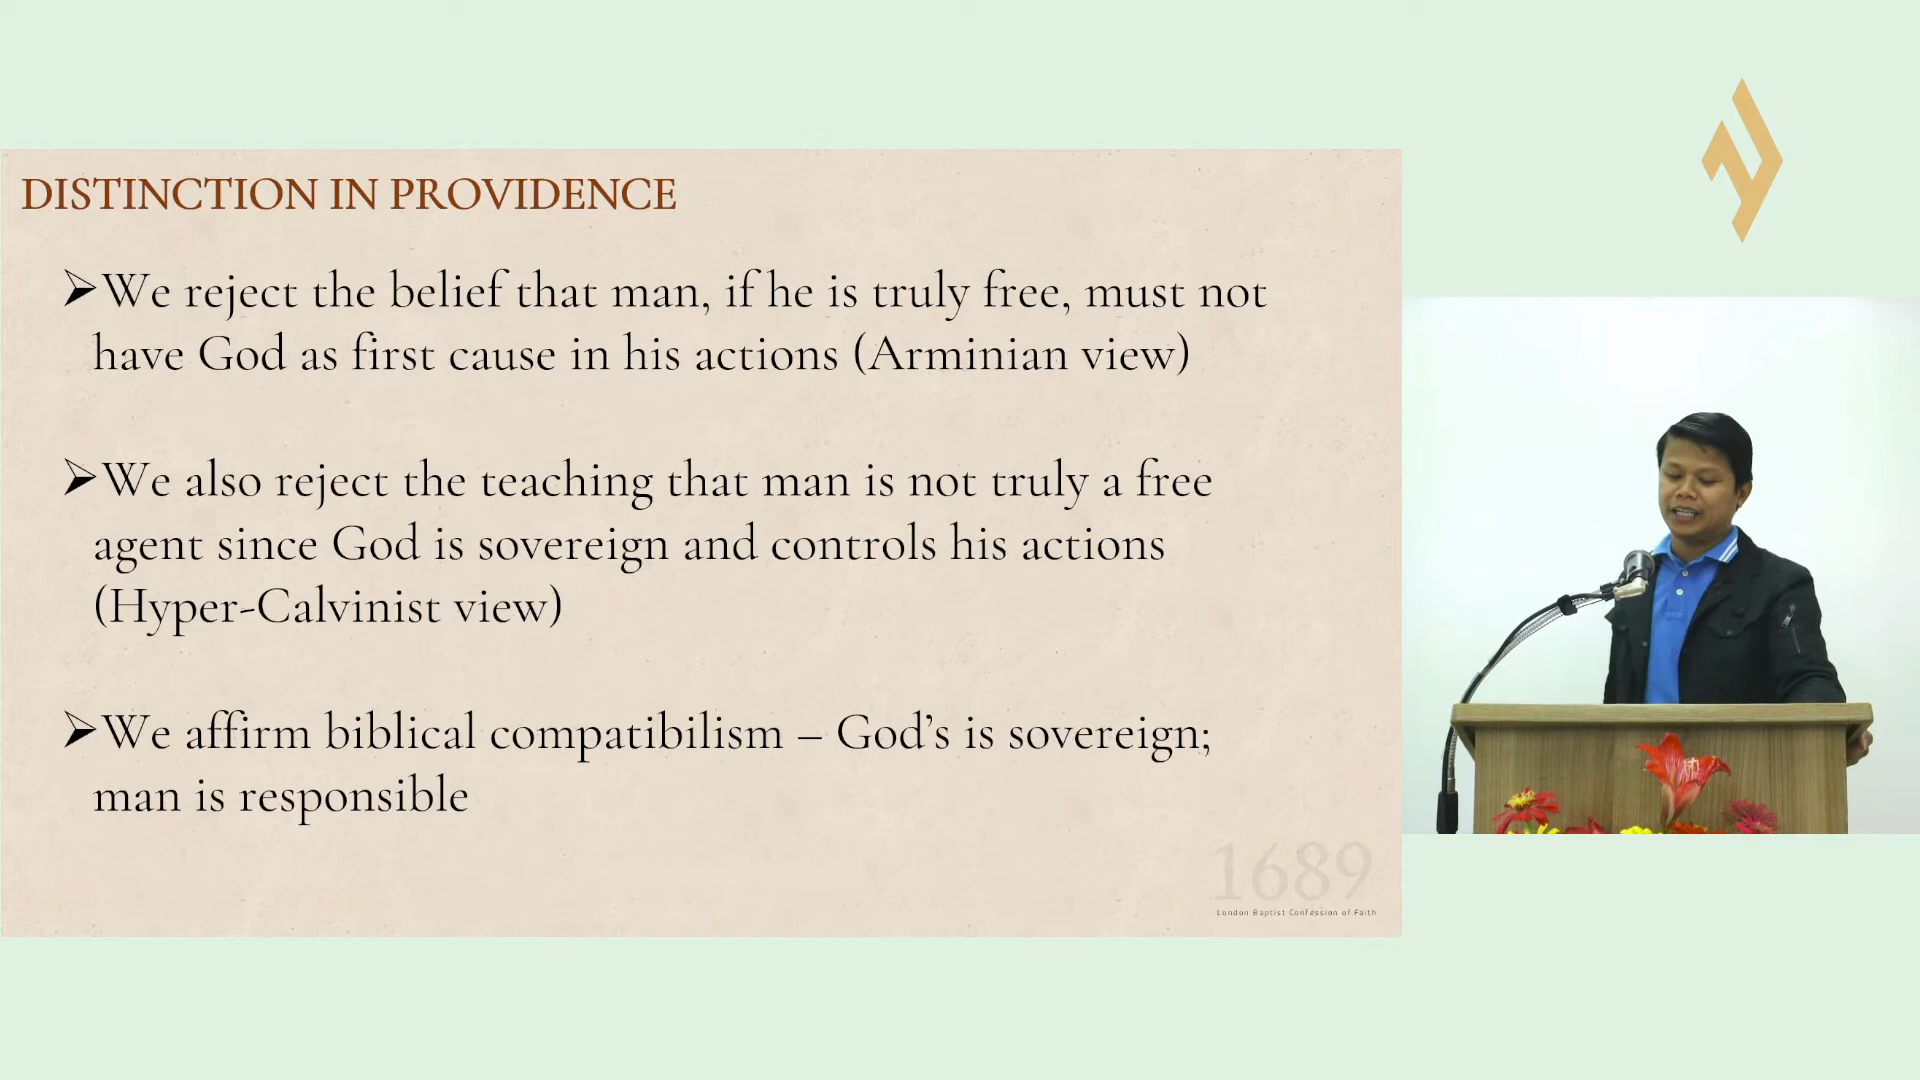 DISTINCTION IN PROVIDENCE
➢We reject the belief that man, if he is truly free, must not
have God as first cause in his actions (Arminian view)
➢We also reject the teaching that man is not truly a free
agent since God is sovereign and controls his actions
(Hyper-Calvinist view)
➢We affirm biblical compatibilism – God’s is sovereign;
man is responsible
1689
London Baptist Confession of Faith